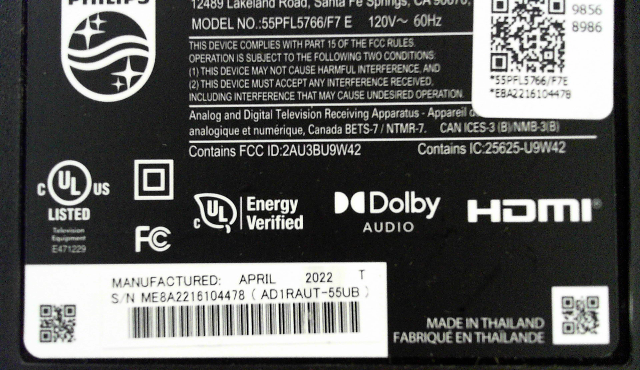 PHILIPS
12489 Lakeland Road, Santa Fe Springs, CA 90670,
MODEL NO.:55PFL5766/F7 E 120V~ 60Hz
9856
8986
THIS DEVICE COMPLIES WITH PART 15 OF THE FCC RULES.
OPERATION IS SUBJECT TO THE FOLLOWING TWO CONDITIONS:
(1) THIS DEVICE MAY NOT CAUSE HARMFUL INTERFERENCE, AND
(2) THIS DEVICE MUST ACCEPT ANY INTERFERENCE RECEIVED,
INCLUDING INTERFERENCE THAT MAY CAUSE UNDESIRED OPERATION.
*55PFL5766/F7E
*E8A2216104478
Analog and Digital Television Receiving Apparatus - Appareil de
analogique et numérique, Canada BETS-7 / NTMR-7. CAN ICES-3 (B)/NMB-3(B)
Contains FCC ID:2AU3BU9W42 Contains IC:25625-U9W42
C UL US
LISTED
Television
Equipment
E471229
FC
C UL Energy
Verified
Dolby
AUDIO
HDMI®
MANUFACTURED: APRIL 2022 T
S/N ME8A2216104478 ( AD1RAUT-55UB )
MADE IN THAILAND
FABRIQUÉ EN THAÏLANDE